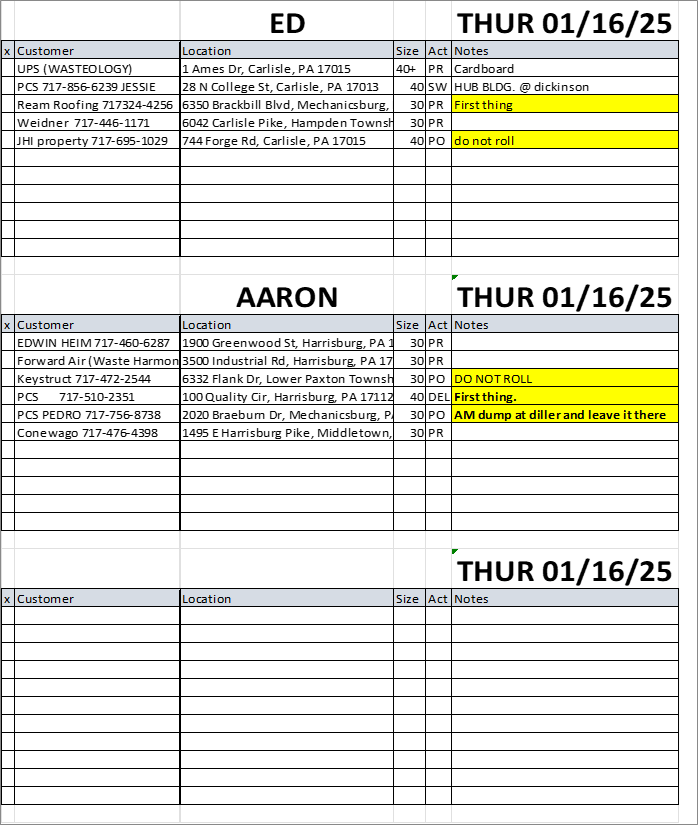 ED THUR 01/16/25
x Customer Location Size Act Notes
UPS (WASTEOLOGY) 1 Ames Dr, Carlisle, PA 17015 40+ PR Cardboard
PCS 717-856-6239 JESSIE 28 N College St, Carlisle, PA 17013 40 SW HUB BLDG. @ dickinson
Ream Roofing 717324-4256 6350 Brackbill Blvd, Mechanicsburg, 30 PR First thing
Weidner 717-446-1171 6042 Carlisle Pike, Hampden Townsh 30 PR
JHI property 717-695-1029 744 Forge Rd, Carlisle, PA 17015 40 PO do not roll
AARON THUR 01/16/25
x Customer Location Size Act Notes
EDWIN HEIM 717-460-6287 1900 Greenwood St, Harrisburg, PA 1 30 PR
Forward Air (Waste Harmon 3500 Industrial Rd, Harrisburg, PA 17 30 PR
Keystruct 717-472-2544 6332 Flank Dr, Lower Paxton Townsh 30 PO DO NOT ROLL
PCS 717-510-2351 100 Quality Cir, Harrisburg, PA 17112 40 DEL First thing.
PCS PEDRO 717-756-8738 2020 Braeburn Dr, Mechanicsburg, PA 30 PO AM dump at diller and leave it there
Conewago 717-476-4398 1495 E Harrisburg Pike, Middletown, 30 PR
THUR 01/16/25
x Customer Location Size Act Notes